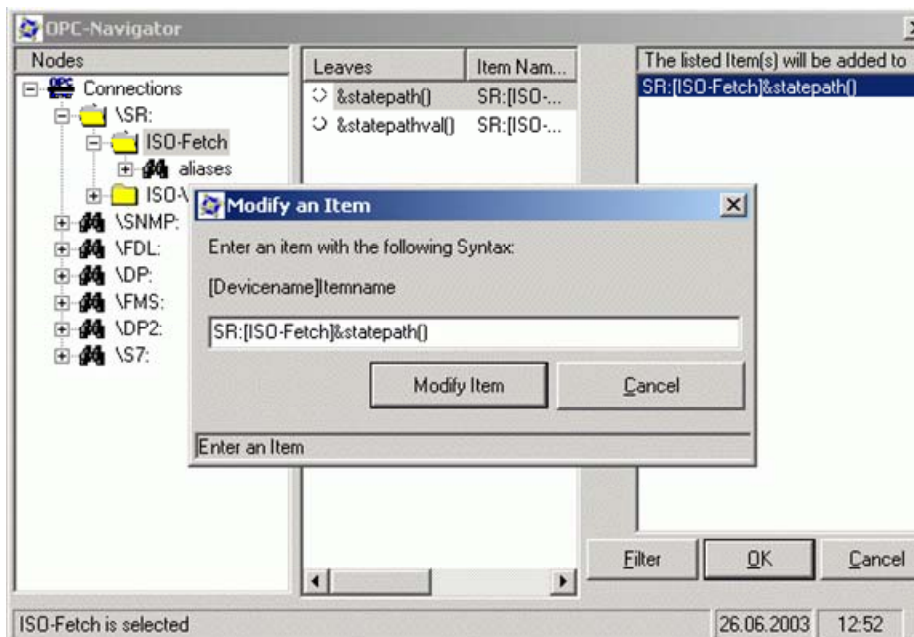 OPC-Navigator
Nodes
Connections
\SR:
ISO-Fetch
aliases
ISO-
\SNMP:
\FDL:
\DP:
\FMS:
\DP2:
\S7:
Leaves Item Nam...
&statepath() SR:[ISO-...
&statepathval() SR:[ISO-...
The listed Item(s) will be added to
SR:[ISO-Fetch]&statepath()
Modify an Item
Enter an item with the following Syntax:
[Devicename]Itemname
SR:[ISO-Fetch]&statepath()
Modify Item Cancel
Enter an Item
Filter OK Cancel
ISO-Fetch is selected 26.06.2003 12:52